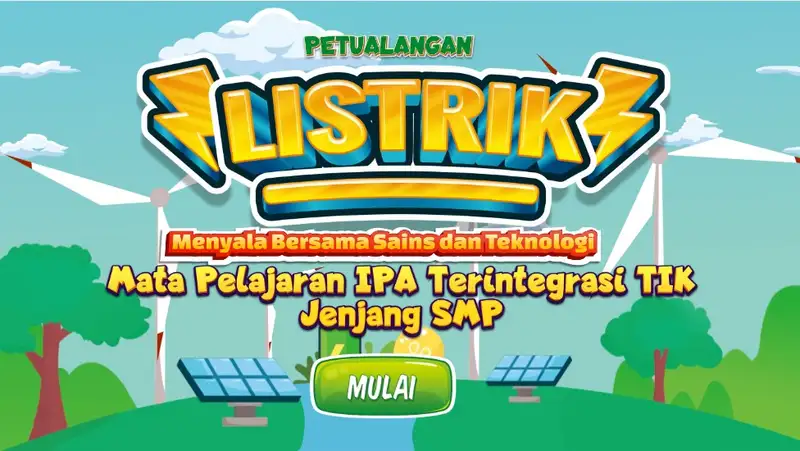 PETUALANGAN
LISTRIK
Menyala Bersama Sains dan Teknologi
Mata Pelajaran IPA Terintegrasi TIK
Jenjang SMP
MULAI